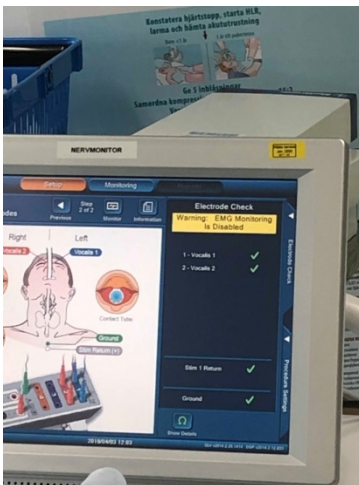 Konstatera hjärtstopp, starta HLR,
larma och hämta akututrustning
Ge 5 inblåsningar
NERVMONITOR
Setup
Monitoring
Previous
Step
2 of 2
Monitor
Information
Right
Left
Vocalis 2
Vocalis 1
Contact Tube
Ground
Stim Return (+)
Electrode Check
Warning: EMG Monitoring
Is Disabled
1 - Vocalis 1
2 - Vocalis 2
Stim 1 Return
Ground
Show Details
Electrode Check
Procedure Settings
2019/04/03 12:03